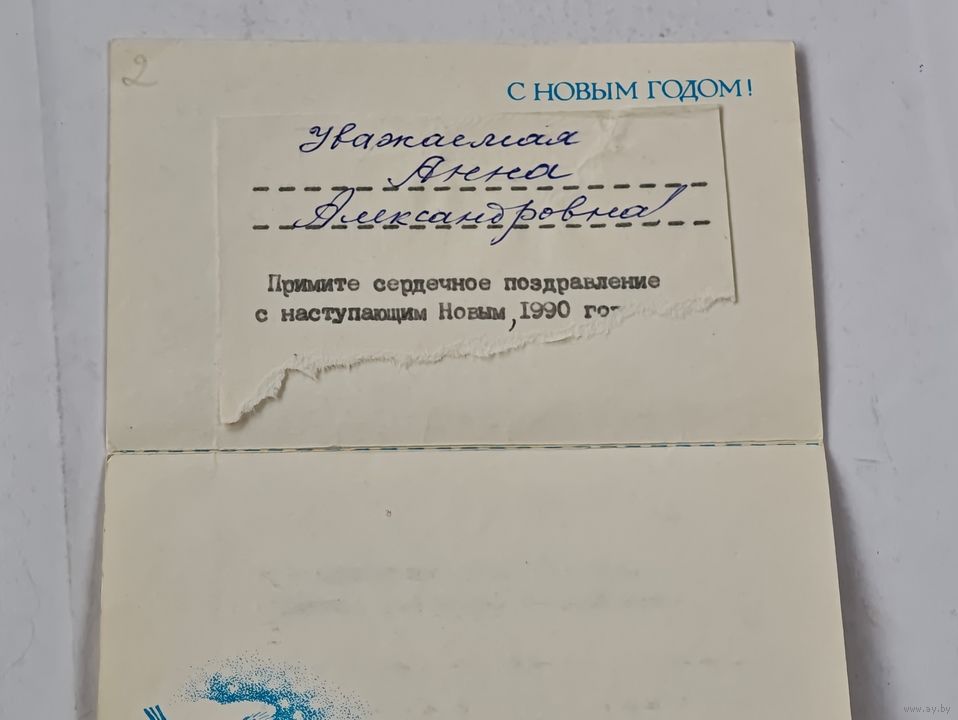 2
С НОВЫМ ГОДОМ!
Уважаемая
Анна
Александровна!
Примите сердечное поздравление
с наступающим Новым, 1990
www.ay.by